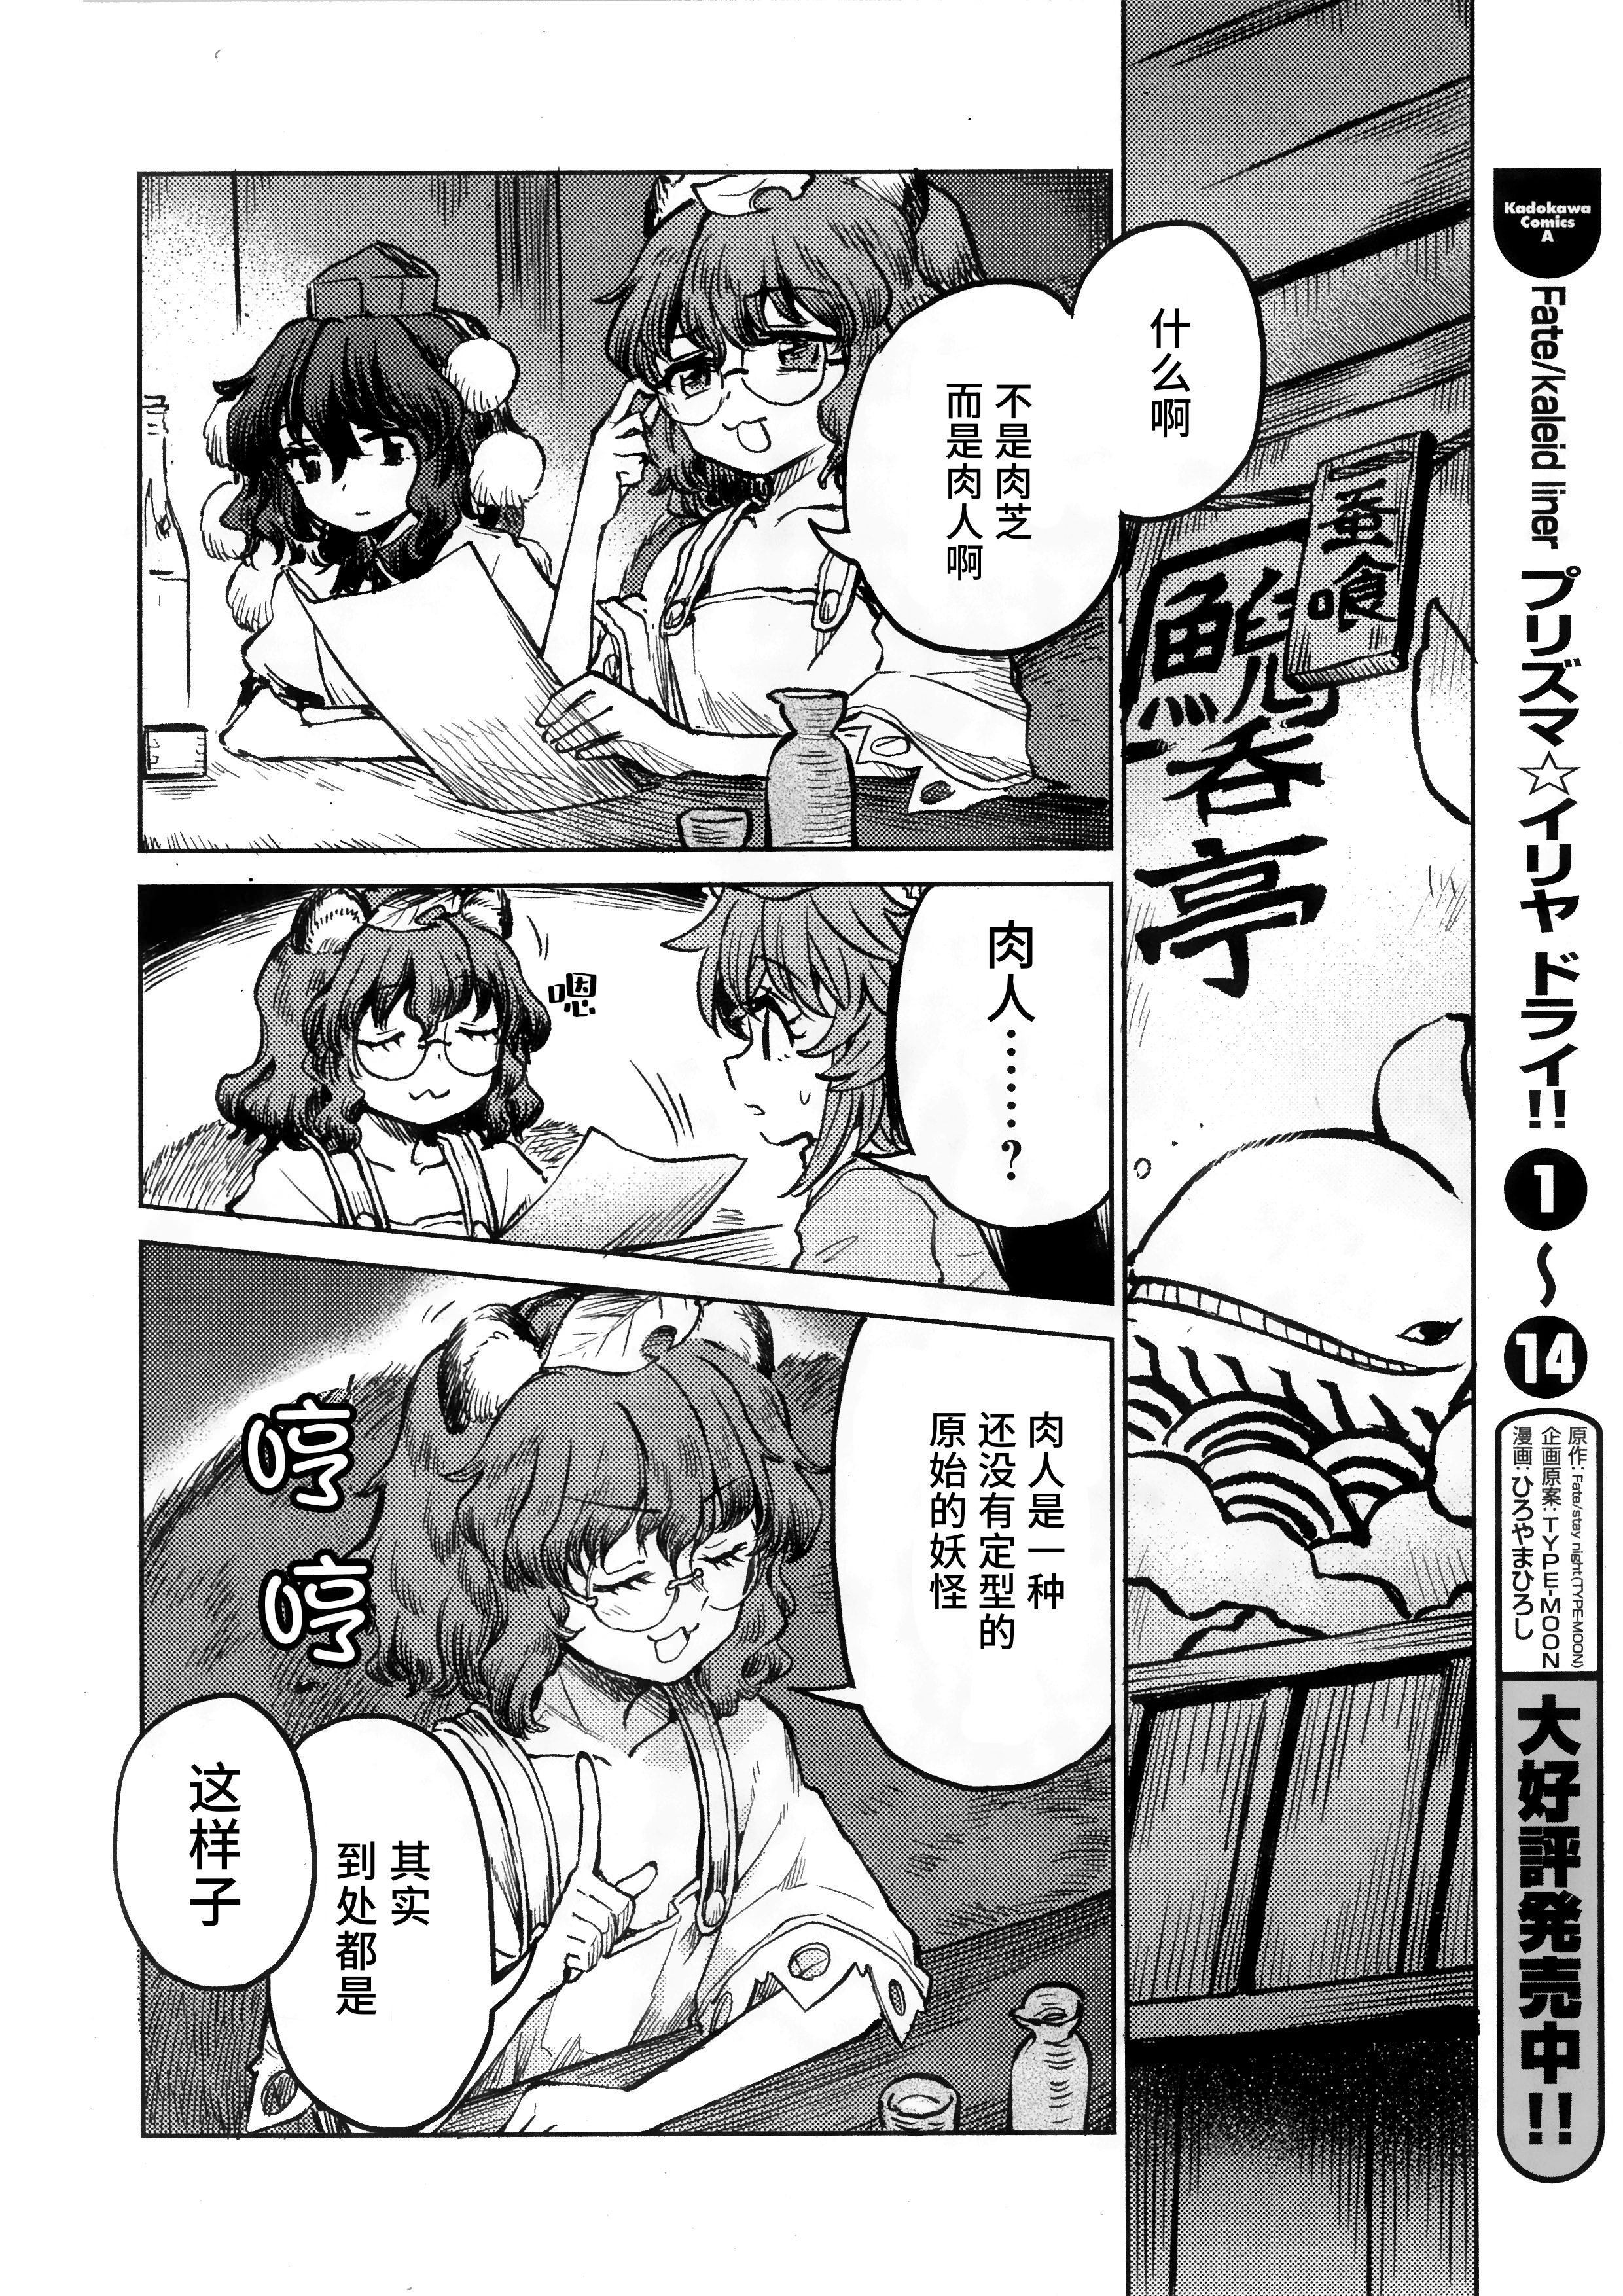 Kadokawa
Comics
A
Fate/kaleid liner プリズマ☆イリヤ ドライ!! 1～14
原作:Fate/stay night(TYPE-MOON)
企画原案:TYPE-MOON
漫画:ひろやまひろし
大好評発売中!!
蚕喰
鯢呑亭
什么啊
不是肉芝
而是肉人啊
肉人……?
嗯
肉人是一种
还没有定型的
原始的妖怪
哼
哼
其实
到处都是
这样子